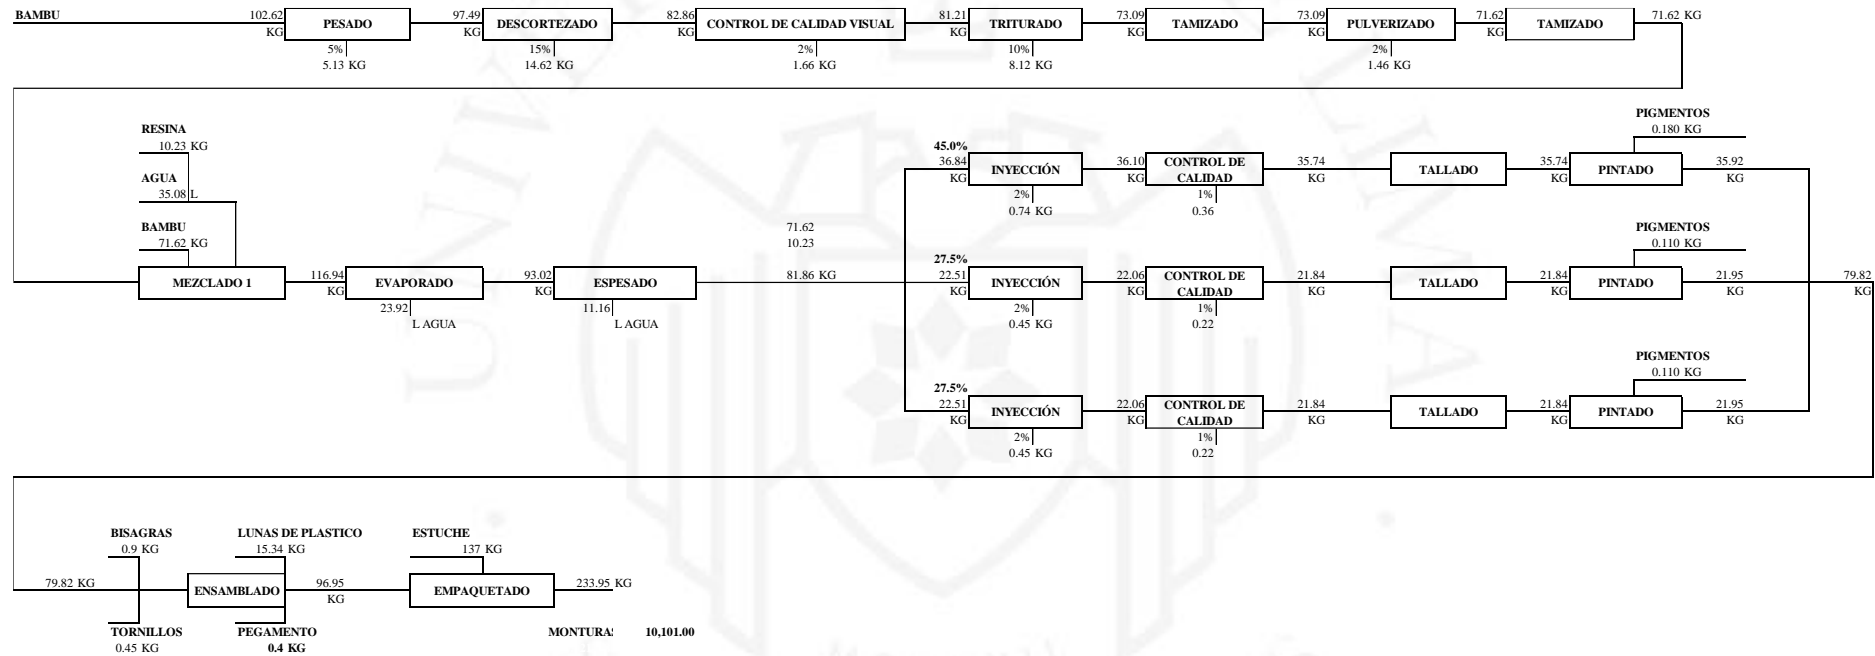 BAMBU 102.62 PESADO 97.49 DESCORTEZADO 82.86 CONTROL DE CALIDAD VISUAL 81.21 TRITURADO 73.09 TAMIZADO 73.09 PULVERIZADO 71.62 TAMIZADO 71.62 KG
KG KG KG KG KG KG KG
5% 15% 2% 10% 2%
5.13 KG 14.62 KG 1.66 KG 8.12 KG 1.46 KG
PIGMENTOS
RESINA 0.180 KG
10.23 KG 45.0%
36.84 INYECCIÓN 36.10 CONTROL DE 35.74 TALLADO 35.74 PINTADO 35.92
AGUA KG KG CALIDAD KG KG KG
35.08 L 2% 1%
0.74 KG 0.36
BAMBU 71.62 PIGMENTOS
71.62 KG 10.23 0.110 KG
27.5%
MEZCLADO 1 116.94 EVAPORADO 93.02 ESPESADO 81.86 KG 22.51 INYECCIÓN 22.06 CONTROL DE 21.84 TALLADO 21.84 PINTADO 21.95 79.82
KG KG KG KG CALIDAD KG KG KG KG
23.92 11.16 2% 1%
L AGUA L AGUA 0.45 KG 0.22
PIGMENTOS
0.110 KG
27.5%
22.51 INYECCIÓN 22.06 CONTROL DE 21.84 TALLADO 21.84 PINTADO 21.95
KG KG CALIDAD KG KG KG
2% 1%
0.45 KG 0.22
BISAGRAS LUNAS DE PLASTICO ESTUCHE
0.9 KG 15.34 KG 137 KG
79.82 KG ENSAMBLADO 96.95 EMPAQUETADO 233.95 KG
KG
TORNILLOS PEGAMENTO MONTURAS 10,101.00
0.45 KG 0.4 KG